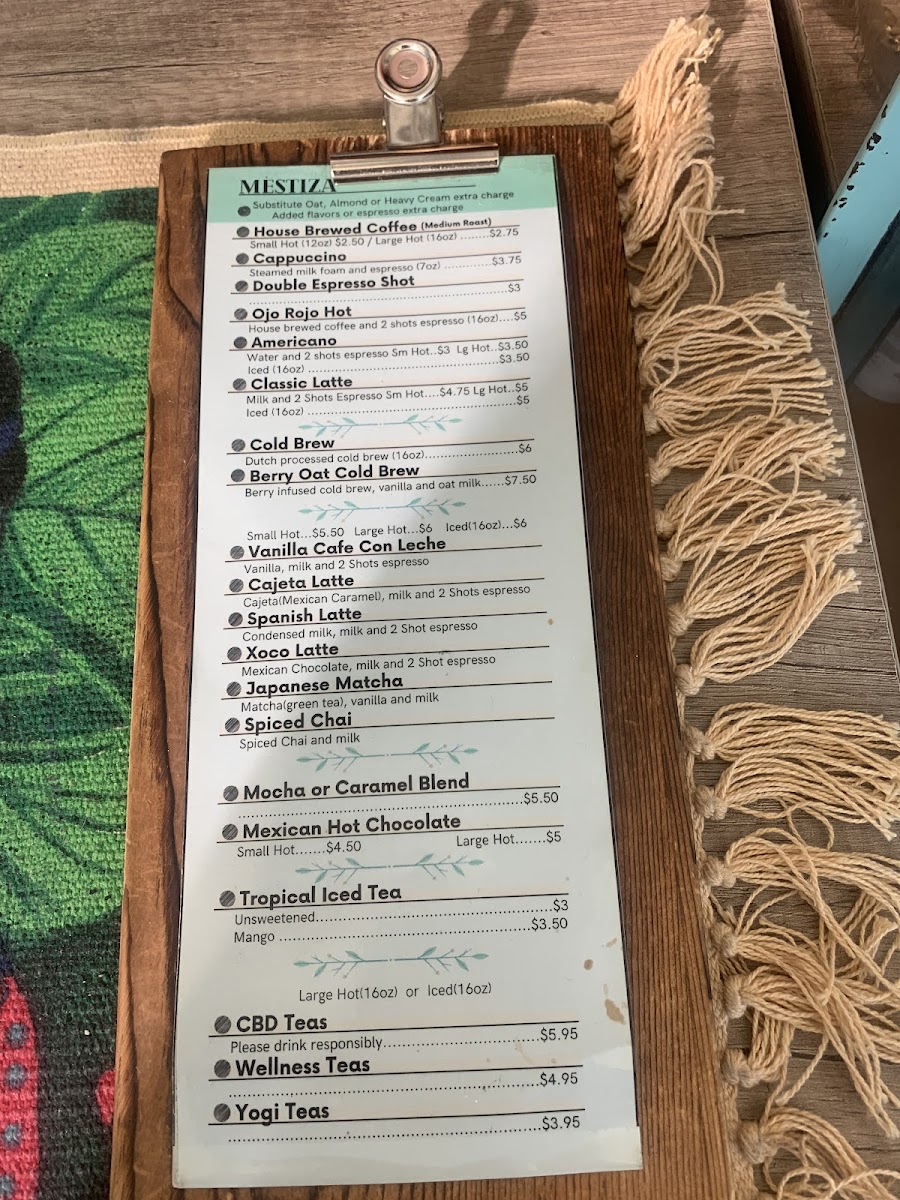 MESTIZA
Substitute Oat, Almond or Heavy Cream extra charge
Added flavors or espresso extra charge
House Brewed Coffee (Medium Roast)
Small Hot (12oz) $2.50 / Large Hot (16oz) ........$2.75
Cappuccino
Steamed milk foam and espresso (7oz) ............$3.75
Double Espresso Shot
................................................................$3
Ojo Rojo Hot
House brewed coffee and 2 shots espresso (16oz)....$5
Americano
Water and 2 shots espresso Sm Hot..$3 Lg Hot..$3.50
Iced (16oz) ................................................$3.50
Classic Latte
Milk and 2 Shots Espresso Sm Hot....$4.75 Lg Hot..$5
Iced (16oz) .....................................................$5
Cold Brew
Dutch processed cold brew (16oz).......................$6
Berry Oat Cold Brew
Berry infused cold brew, vanilla and oat milk......$7.50
Small Hot...$5.50 Large Hot...$6 Iced(16oz)...$6
Vanilla Cafe Con Leche
Vanilla, milk and 2 Shots espresso
Cajeta Latte
Cajeta(Mexican Caramel), milk and 2 Shots espresso
Spanish Latte
Condensed milk, milk and 2 Shot espresso
Xoco Latte
Mexican Chocolate, milk and 2 Shot espresso
Japanese Matcha
Matcha(green tea), vanilla and milk
Spiced Chai
Spiced Chai and milk
Mocha or Caramel Blend
................................................................$5.50
Mexican Hot Chocolate
Small Hot.......$4.50 Large Hot.......$5
Tropical Iced Tea
Unsweetened......................................................$3
Mango .........................................................$3.50
Large Hot(16oz) or Iced(16oz)
CBD Teas
Please drink responsibly...................................$5.95
Wellness Teas
................................................................$4.95
Yogi Teas
................................................................$3.95